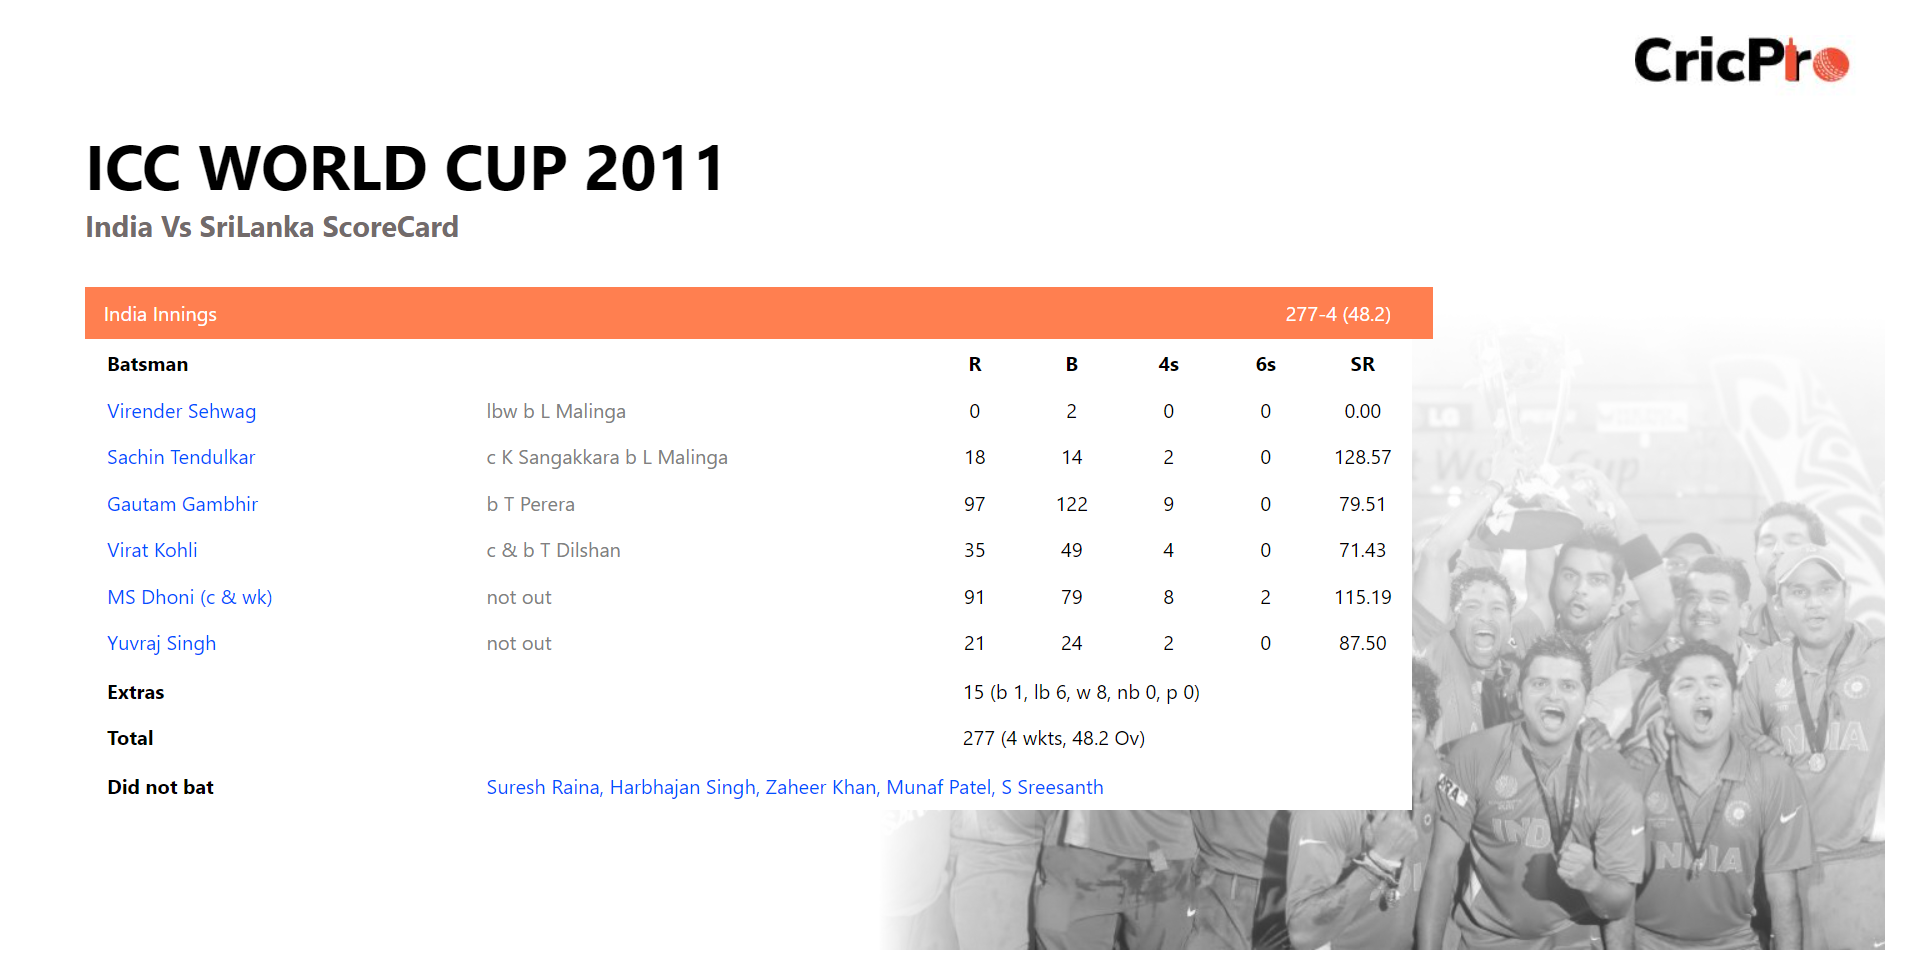 CricPro
ICC WORLD CUP 2011
India Vs SriLanka ScoreCard
India Innings 277-4 (48.2)
Batsman R B 4s 6s SR
Virender Sehwag lbw b L Malinga 0 2 0 0 0.00
Sachin Tendulkar c K Sangakkara b L Malinga 18 14 2 0 128.57
Gautam Gambhir b T Perera 97 122 9 0 79.51
Virat Kohli c & b T Dilshan 35 49 4 0 71.43
MS Dhoni (c & wk) not out 91 79 8 2 115.19
Yuvraj Singh not out 21 24 2 0 87.50
Extras 15 (b 1, lb 6, w 8, nb 0, p 0)
Total 277 (4 wkts, 48.2 Ov)
Did not bat Suresh Raina, Harbhajan Singh, Zaheer Khan, Munaf Patel, S Sreesanth
LG
World Cup
INDIA